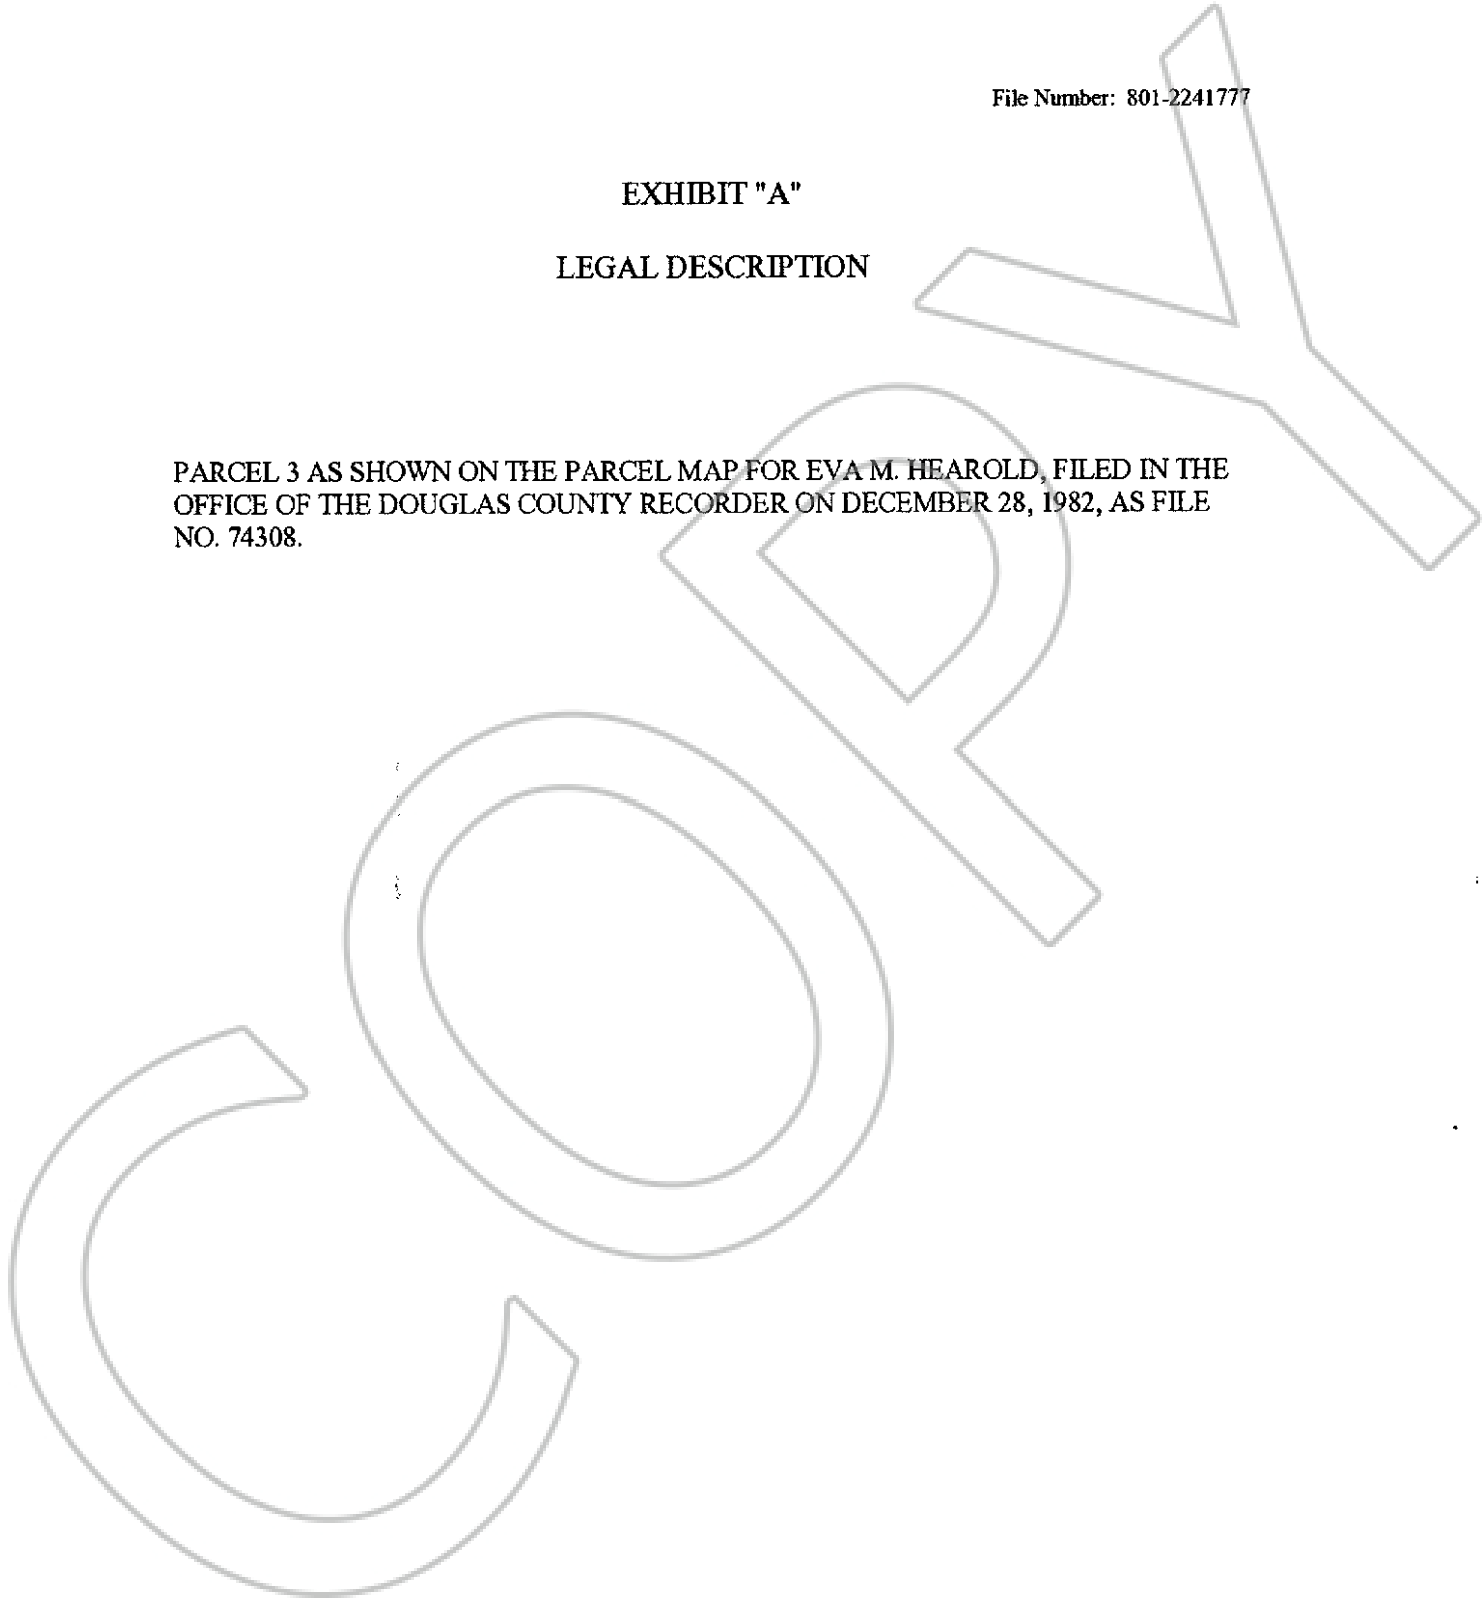 File Number: 801-2241777
EXHIBIT "A"
LEGAL DESCRIPTION
PARCEL 3 AS SHOWN ON THE PARCEL MAP FOR EVA M. HEAROLD, FILED IN THE
OFFICE OF THE DOUGLAS COUNTY RECORDER ON DECEMBER 28, 1982, AS FILE
NO. 74308.
COPY